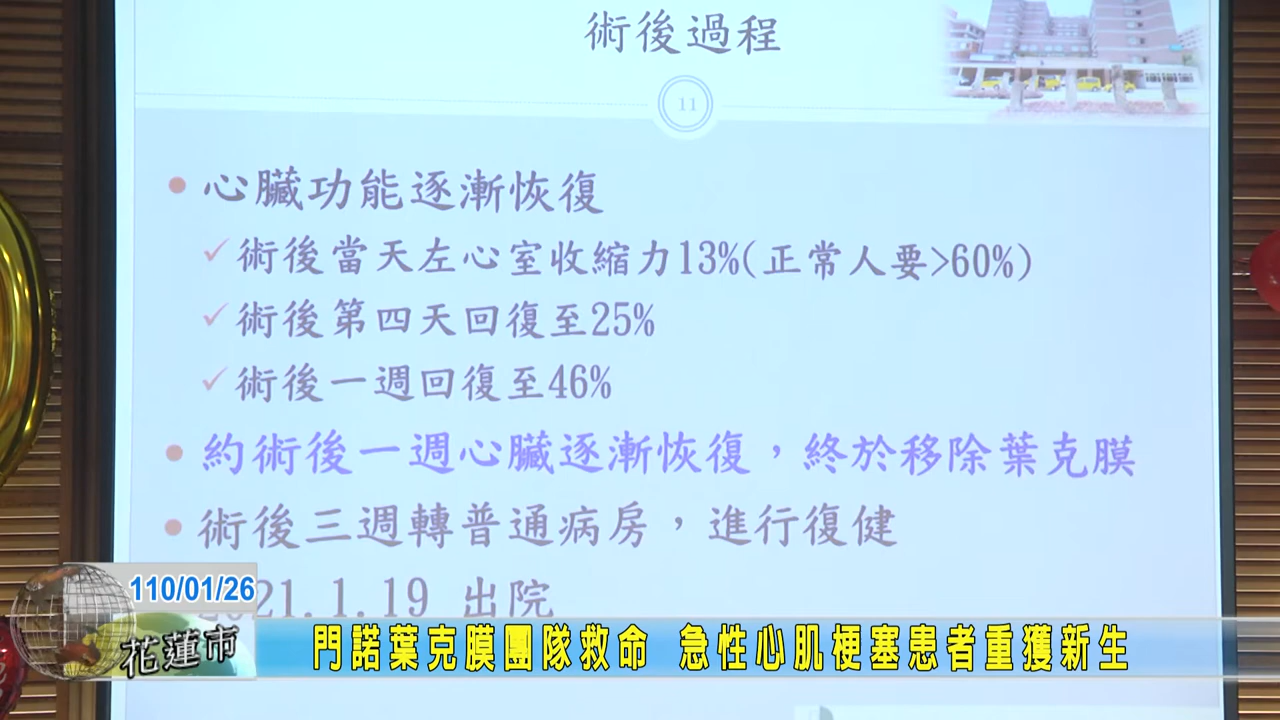 術後過程
11
心臟功能逐漸恢復
✓術後當天左心室收縮力13%(正常人要>60%)
✓術後第四天回復至25%
✓術後一週回復至46%
約術後一週心臟逐漸恢復，終於移除葉克膜
術後三週轉普通病房，進行復健
2021.1.19 出院
110/01/26
花蓮市
門諾葉克膜團隊救命 急性心肌梗塞患者重獲新生